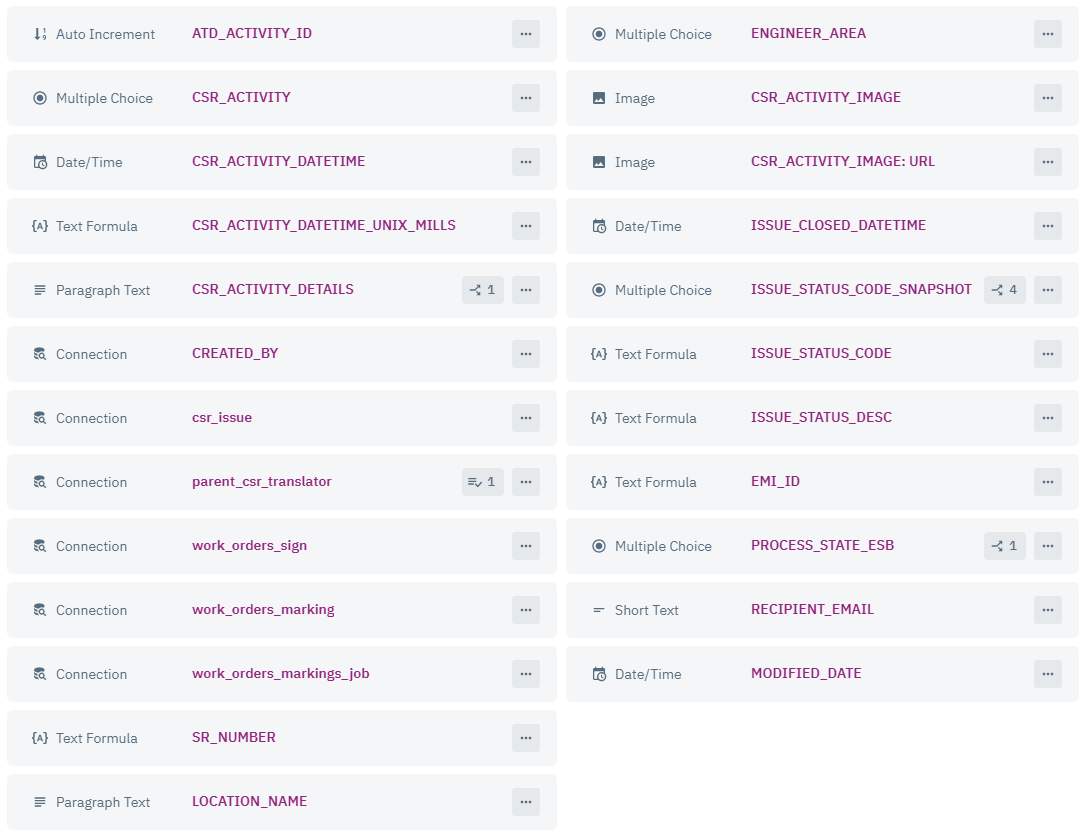 Auto Increment ATD_ACTIVITY_ID
Multiple Choice CSR_ACTIVITY
Date/Time CSR_ACTIVITY_DATETIME
{A} Text Formula CSR_ACTIVITY_DATETIME_UNIX_MILLS
Paragraph Text CSR_ACTIVITY_DETAILS 1
Connection CREATED_BY
Connection csr_issue
Connection parent_csr_translator 1
Connection work_orders_sign
Connection work_orders_marking
Connection work_orders_markings_job
{A} Text Formula SR_NUMBER
Paragraph Text LOCATION_NAME
Multiple Choice ENGINEER_AREA
Image CSR_ACTIVITY_IMAGE
Image CSR_ACTIVITY_IMAGE: URL
Date/Time ISSUE_CLOSED_DATETIME
Multiple Choice ISSUE_STATUS_CODE_SNAPSHOT 4
{A} Text Formula ISSUE_STATUS_CODE
{A} Text Formula ISSUE_STATUS_DESC
{A} Text Formula EMI_ID
Multiple Choice PROCESS_STATE_ESB 1
Short Text RECIPIENT_EMAIL
Date/Time MODIFIED_DATE